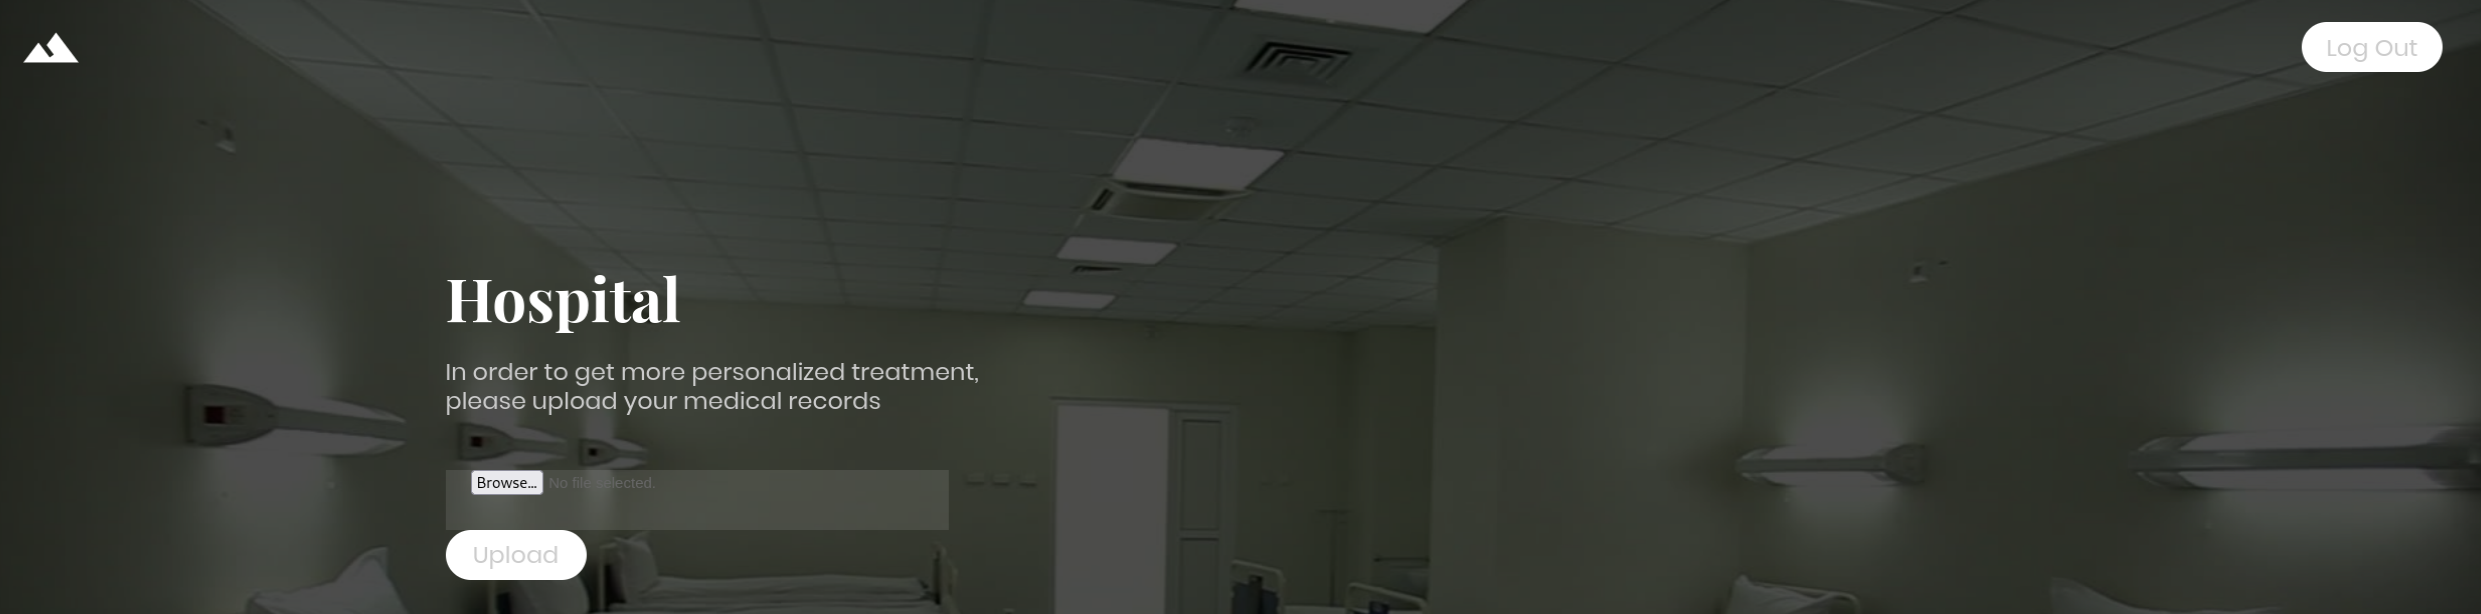 Log Out
Hospital
In order to get more personalized treatment,
please upload your medical records
Browse... No file selected.
Upload